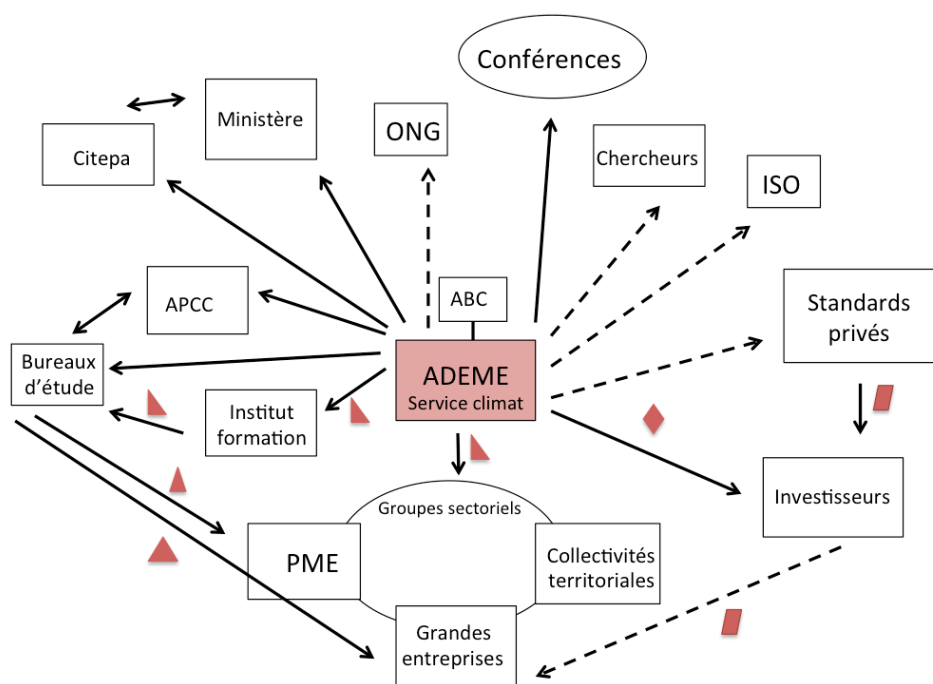 Conférences
Ministère
ONG
Citepa
Chercheurs
ISO
APCC
ABC
Standards
privés
Bureaux
d'étude
ADEME
Service climat
Institut
formation
Investisseurs
Groupes sectoriels
PME
Collectivités
territoriales
Grandes
entreprises